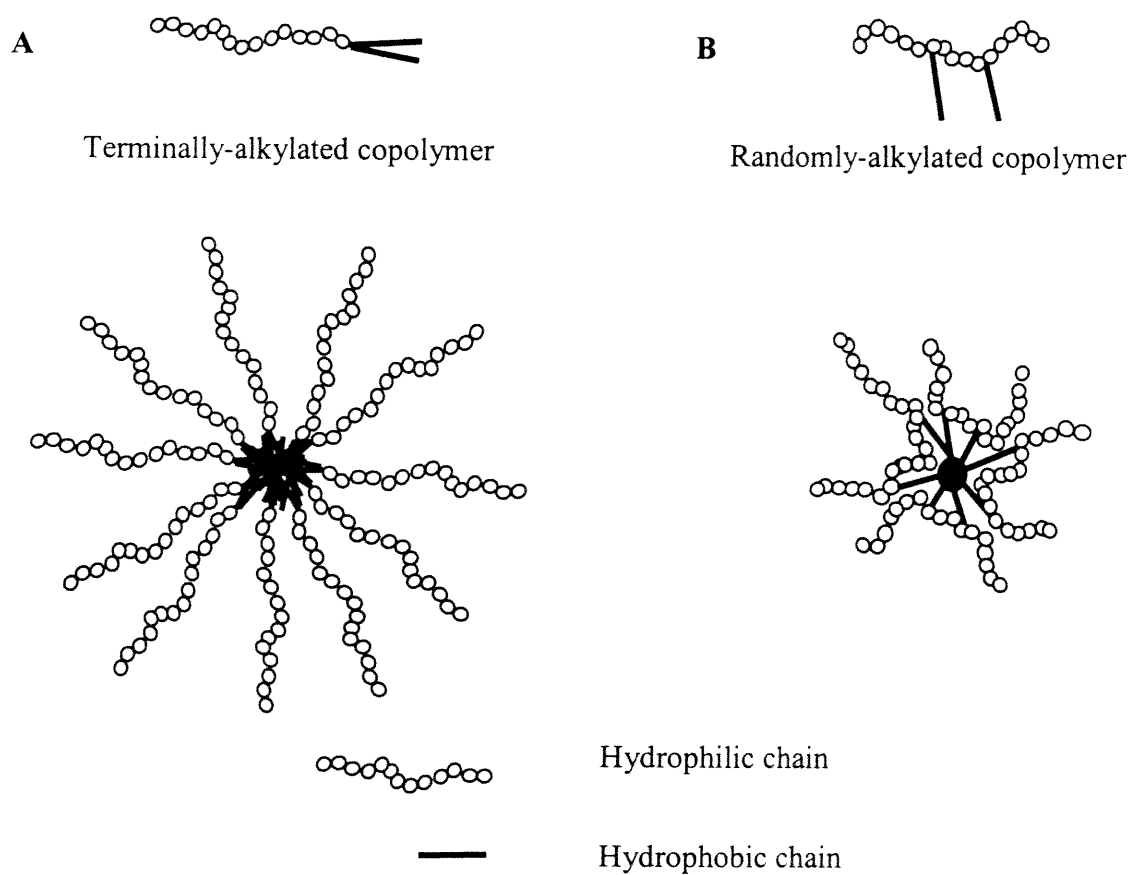 A
B
Terminally-alkylated copolymer
Randomly-alkylated copolymer
Hydrophilic chain
Hydrophobic chain